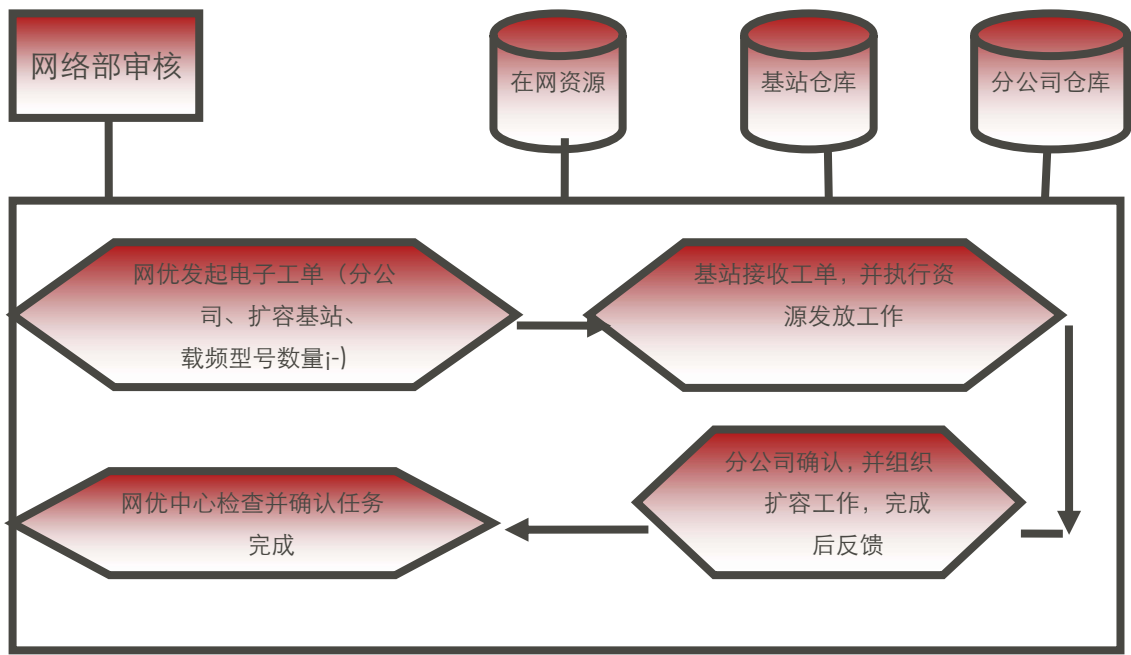 网络部审核
在网资源
基站仓库
分公司仓库
网优发起电子工单（分公
司、扩容基站、
载频型号数量¡-)
基站接收工单，并执行资
源发放工作
分公司确认，并组织
扩容工作，完成
后反馈
网优中心检查并确认任务
完成